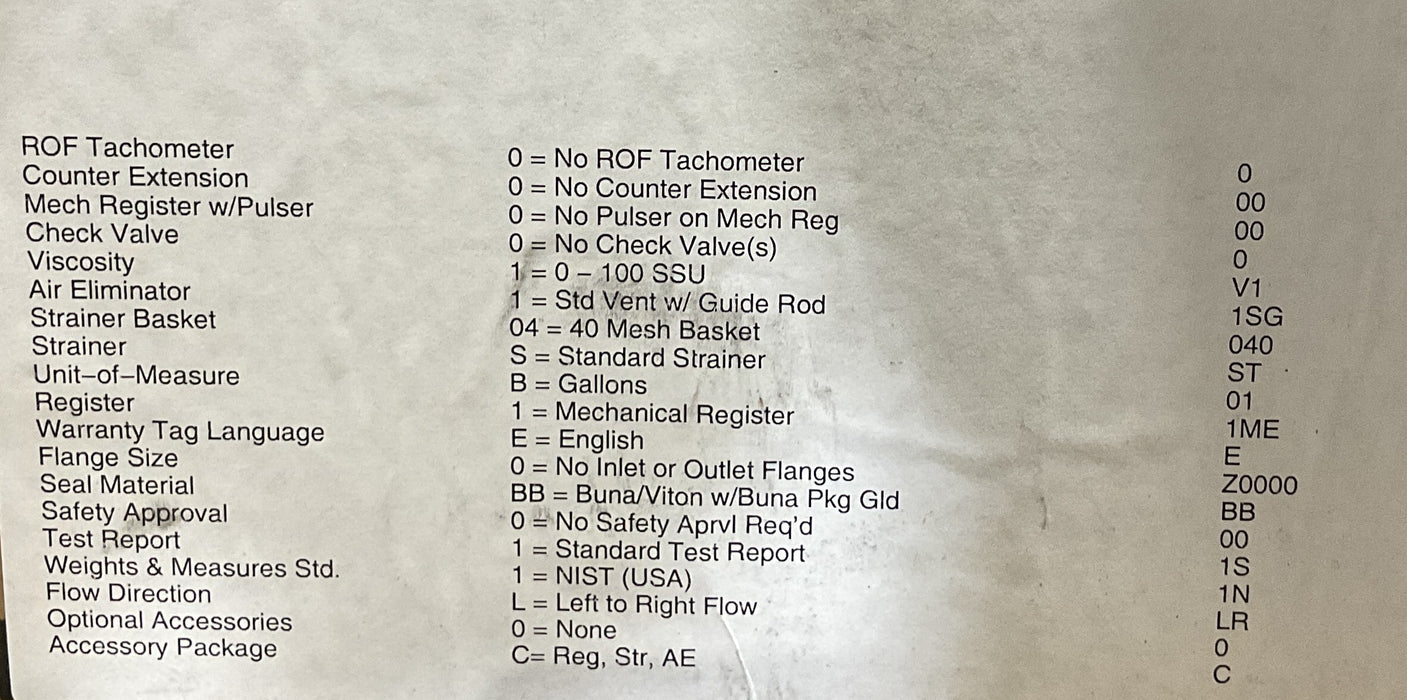 ROF Tachometer 0 = No ROF Tachometer 0
Counter Extension 0 = No Counter Extension 00
Mech Register w/Pulser 0 = No Pulser on Mech Reg 00
Check Valve 0 = No Check Valve(s) 0
Viscosity 1 = 0 – 100 SSU V1
Air Eliminator 1 = Std Vent w/ Guide Rod 1SG
Strainer Basket 04 = 40 Mesh Basket 040
Strainer S = Standard Strainer ST
Unit–of–Measure B = Gallons 01
Register 1 = Mechanical Register 1ME
Warranty Tag Language E = English E
Flange Size 0 = No Inlet or Outlet Flanges Z0000
Seal Material BB = Buna/Viton w/Buna Pkg Gld BB
Safety Approval 0 = No Safety Aprvl Req'd 00
Test Report 1 = Standard Test Report 1S
Weights & Measures Std. 1 = NIST (USA) 1N
Flow Direction L = Left to Right Flow LR
Optional Accessories 0 = None 0
Accessory Package C= Reg, Str, AE C